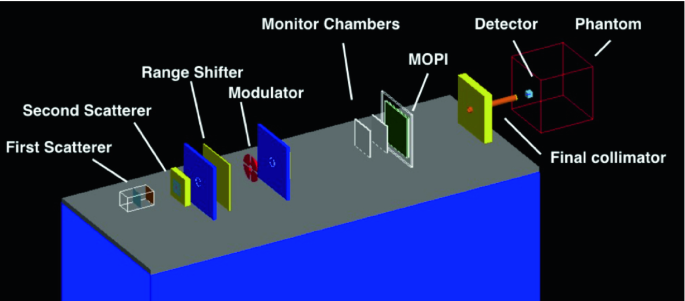 Monitor Chambers
Detector
Phantom
MOPI
Range Shifter
Modulator
Second Scatterer
First Scatterer
Final collimator